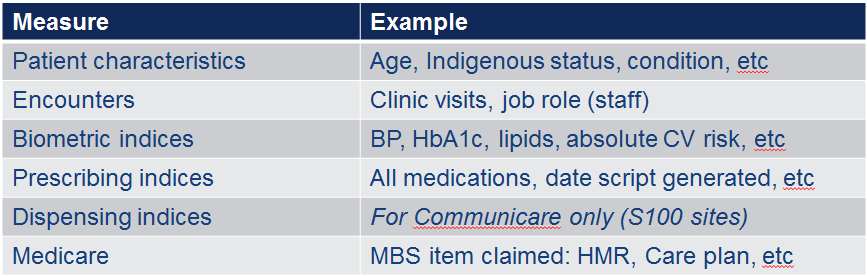 Measure Example
Patient characteristics Age, Indigenous status, condition, etc
Encounters Clinic visits, job role (staff)
Biometric indices BP, HbA1c, lipids, absolute CV risk, etc
Prescribing indices All medications, date script generated, etc
Dispensing indices For Communicare only (S100 sites)
Medicare MBS item claimed: HMR, Care plan, etc